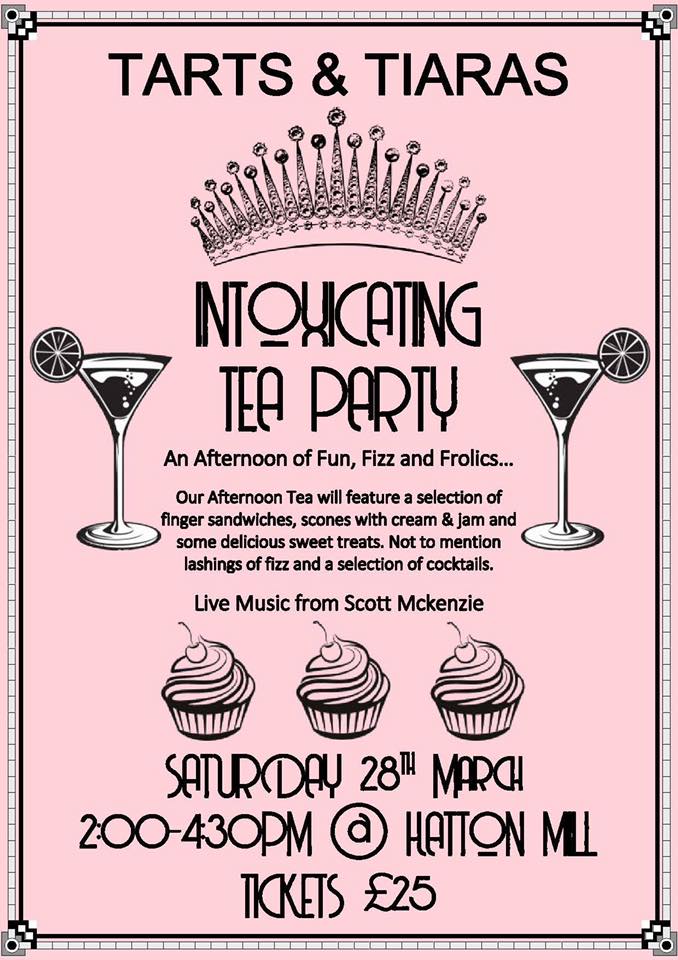 TARTS & TIARAS
INTOXICATING
TEA PARTY
An Afternoon of Fun, Fizz and Frolics...
Our Afternoon Tea will feature a selection of
finger sandwiches, scones with cream & jam and
some delicious sweet treats. Not to mention
lashings of fizz and a selection of cocktails.
Live Music from Scott Mckenzie
SATURDAY 28TH MARCH
2:00-4:30PM @ HATTON MILL
TICKETS £25